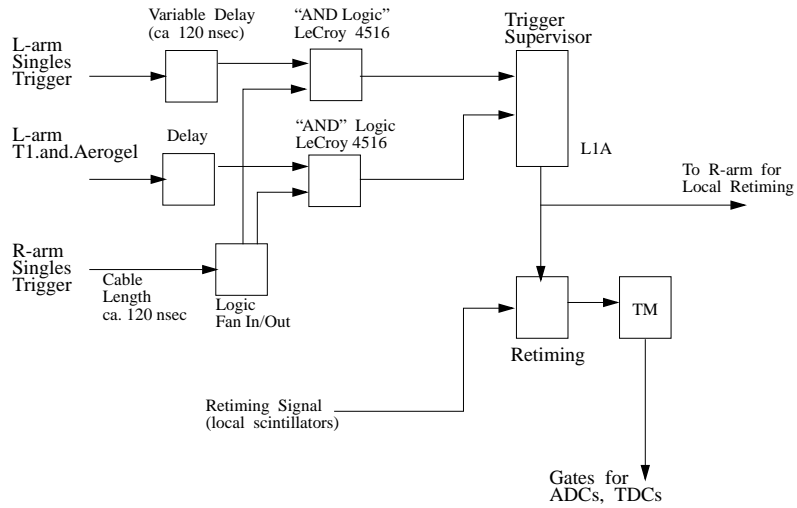 Variable Delay
(ca 120 nsec)
“AND Logic”
LeCroy 4516
Trigger
Supervisor
L-arm
Singles
Trigger
L-arm
T1.and.Aerogel
Delay
“AND” Logic
LeCroy 4516
L1A
To R-arm for
Local Retiming
R-arm
Singles
Trigger
Cable
Length
ca. 120 nsec
Logic
Fan In/Out
TM
Retiming
Retiming Signal
(local scintillators)
Gates for
ADCs, TDCs